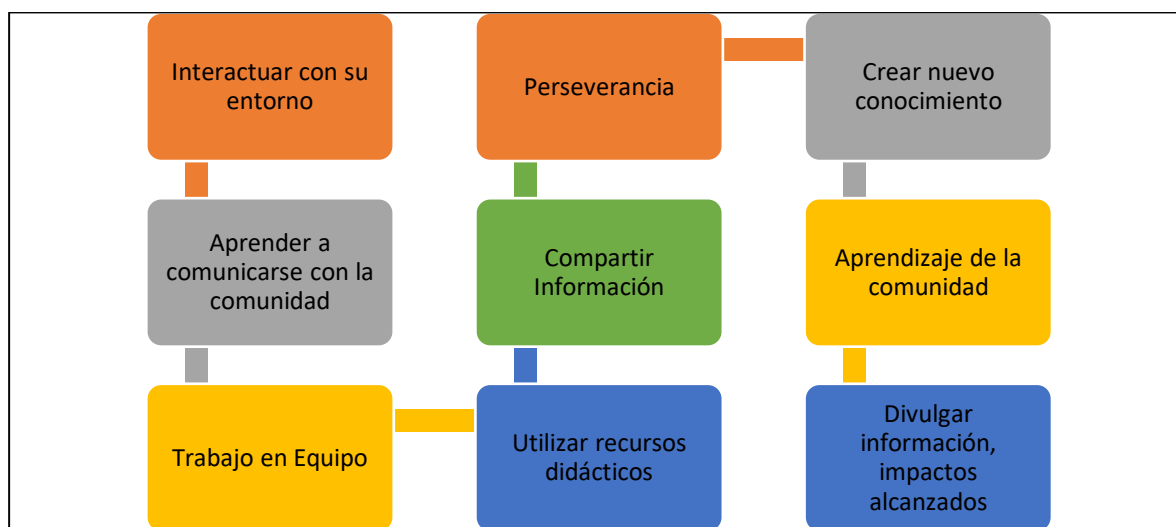 Interactuar con su
entorno
Aprender a
comunicarse con la
comunidad
Trabajo en Equipo
Utilizar recursos
didácticos
Compartir
Información
Perseverancia
Crear nuevo
conocimiento
Aprendizaje de la
comunidad
Divulgar
información,
impactos
alcanzados